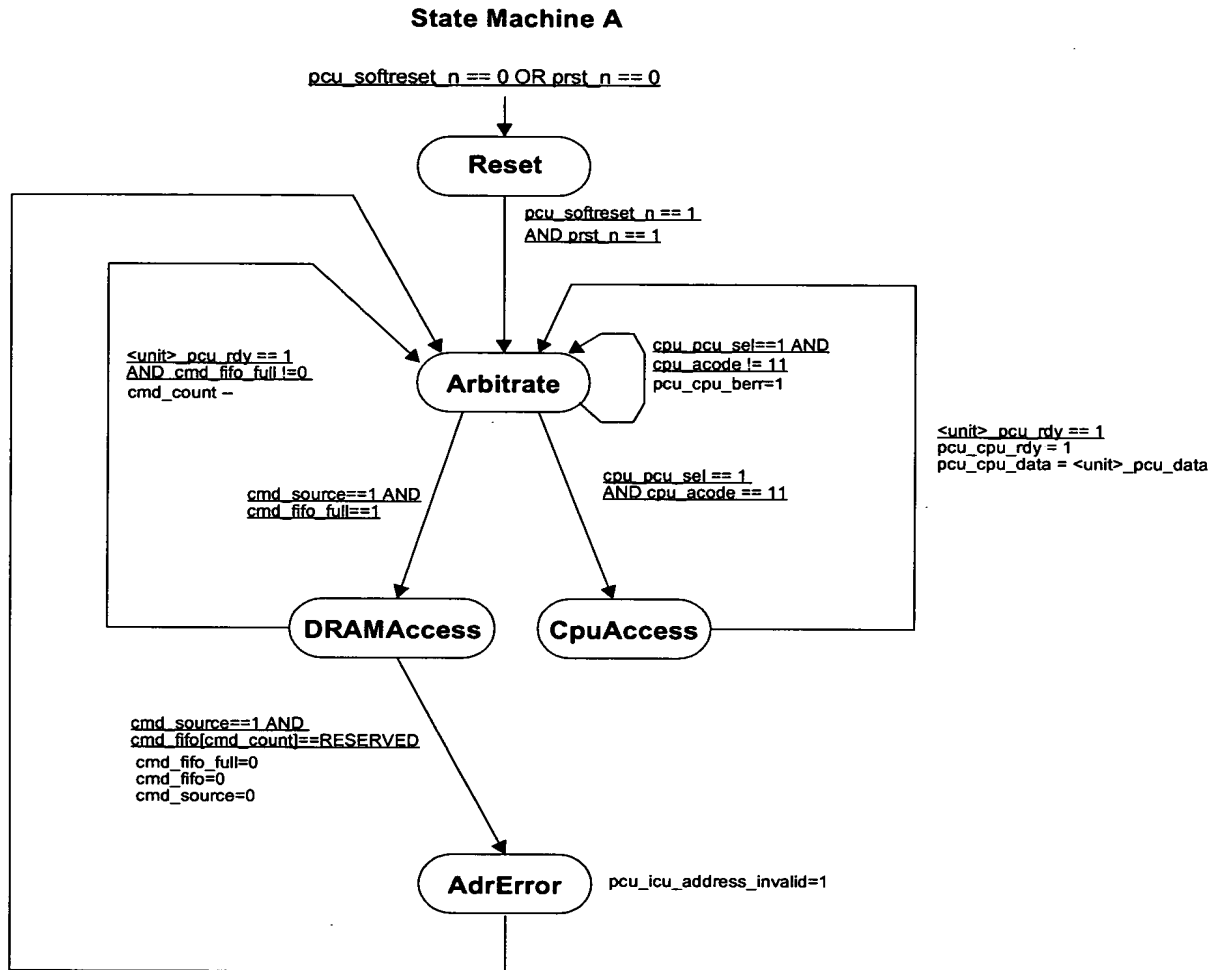 State Machine A
pcu_softreset_n == 0 OR prst_n == 0
Reset
pcu_softreset_n == 1
AND prst_n == 1
<unit>_pcu_rdy == 1
AND cmd_fifo_full !=0
cmd_count --
Arbitrate
cpu_pcu_sel==1 AND
cpu_acode != 11
pcu_cpu_berr=1
<unit>_pcu_rdy == 1
pcu_cpu_rdy = 1
pcu_cpu_data = <unit>_pcu_data
cmd_source==1 AND
cmd_fifo_full==1
cpu_pcu_sel == 1
AND cpu_acode == 11
DRAMAccess
CpuAccess
cmd_source==1 AND
cmd_fifo[cmd_count]==RESERVED
cmd_fifo_full=0
cmd_fifo=0
cmd_source=0
AdrError
pcu_icu_address_invalid=1